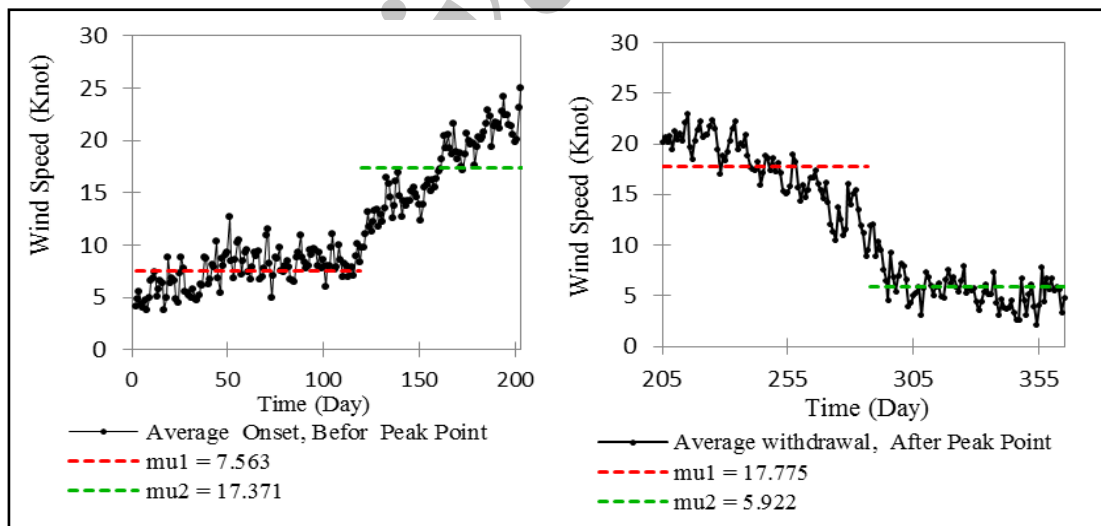 30
25
20
15
10
5
0
Wind Speed (Knot)
0 50 100 150 200
Time (Day)
Average Onset, Befor Peak Point
mu1 = 7.563
mu2 = 17.371
30
25
20
15
10
5
0
Wind Speed (Knot)
205 255 305 355
Time (Day)
Average withdrawal, After Peak Point
mu1 = 17.775
mu2 = 5.922